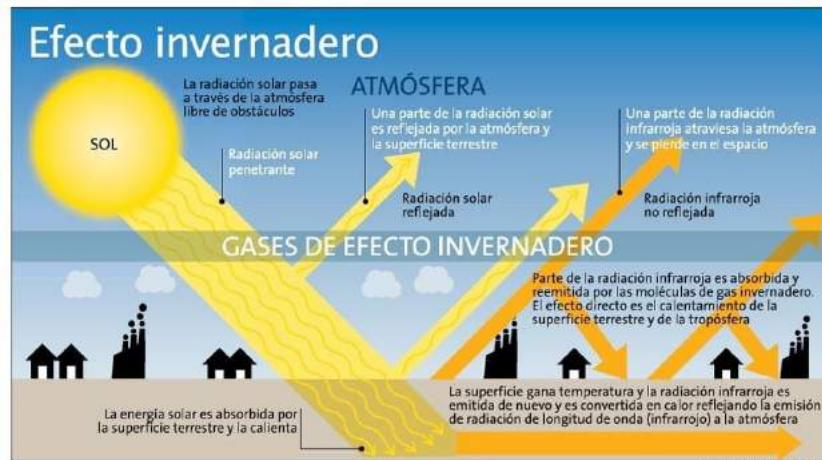 Efecto invernadero
La radiación solar pasa
a través de la atmósfera
libre de obstáculos
ATMÓSFERA
SOL
Radiación solar
penetrante
Una parte de la radiación solar
es reflejada por la atmósfera y
la superficie terrestre
Radiación solar
reflejada
Una parte de la radiación
infrarroja atraviesa la atmósfera
y se pierde en el espacio
Radiación infrarroja
no reflejada
GASES DE EFECTO INVERNADERO
Parte de la radiación infrarroja es absorbida y
reemitida por las moléculas de gas invernadero.
El efecto directo es el calentamiento de la
superficie terrestre y de la tropósfera
La energía solar es absorbida por
la superficie terrestre y la calienta
La superficie gana temperatura y la radiación infrarroja es
emitida de nuevo y es convertida en calor reflejando la emisión
de radiación de longitud de onda (infrarrojo) a la atmósfera